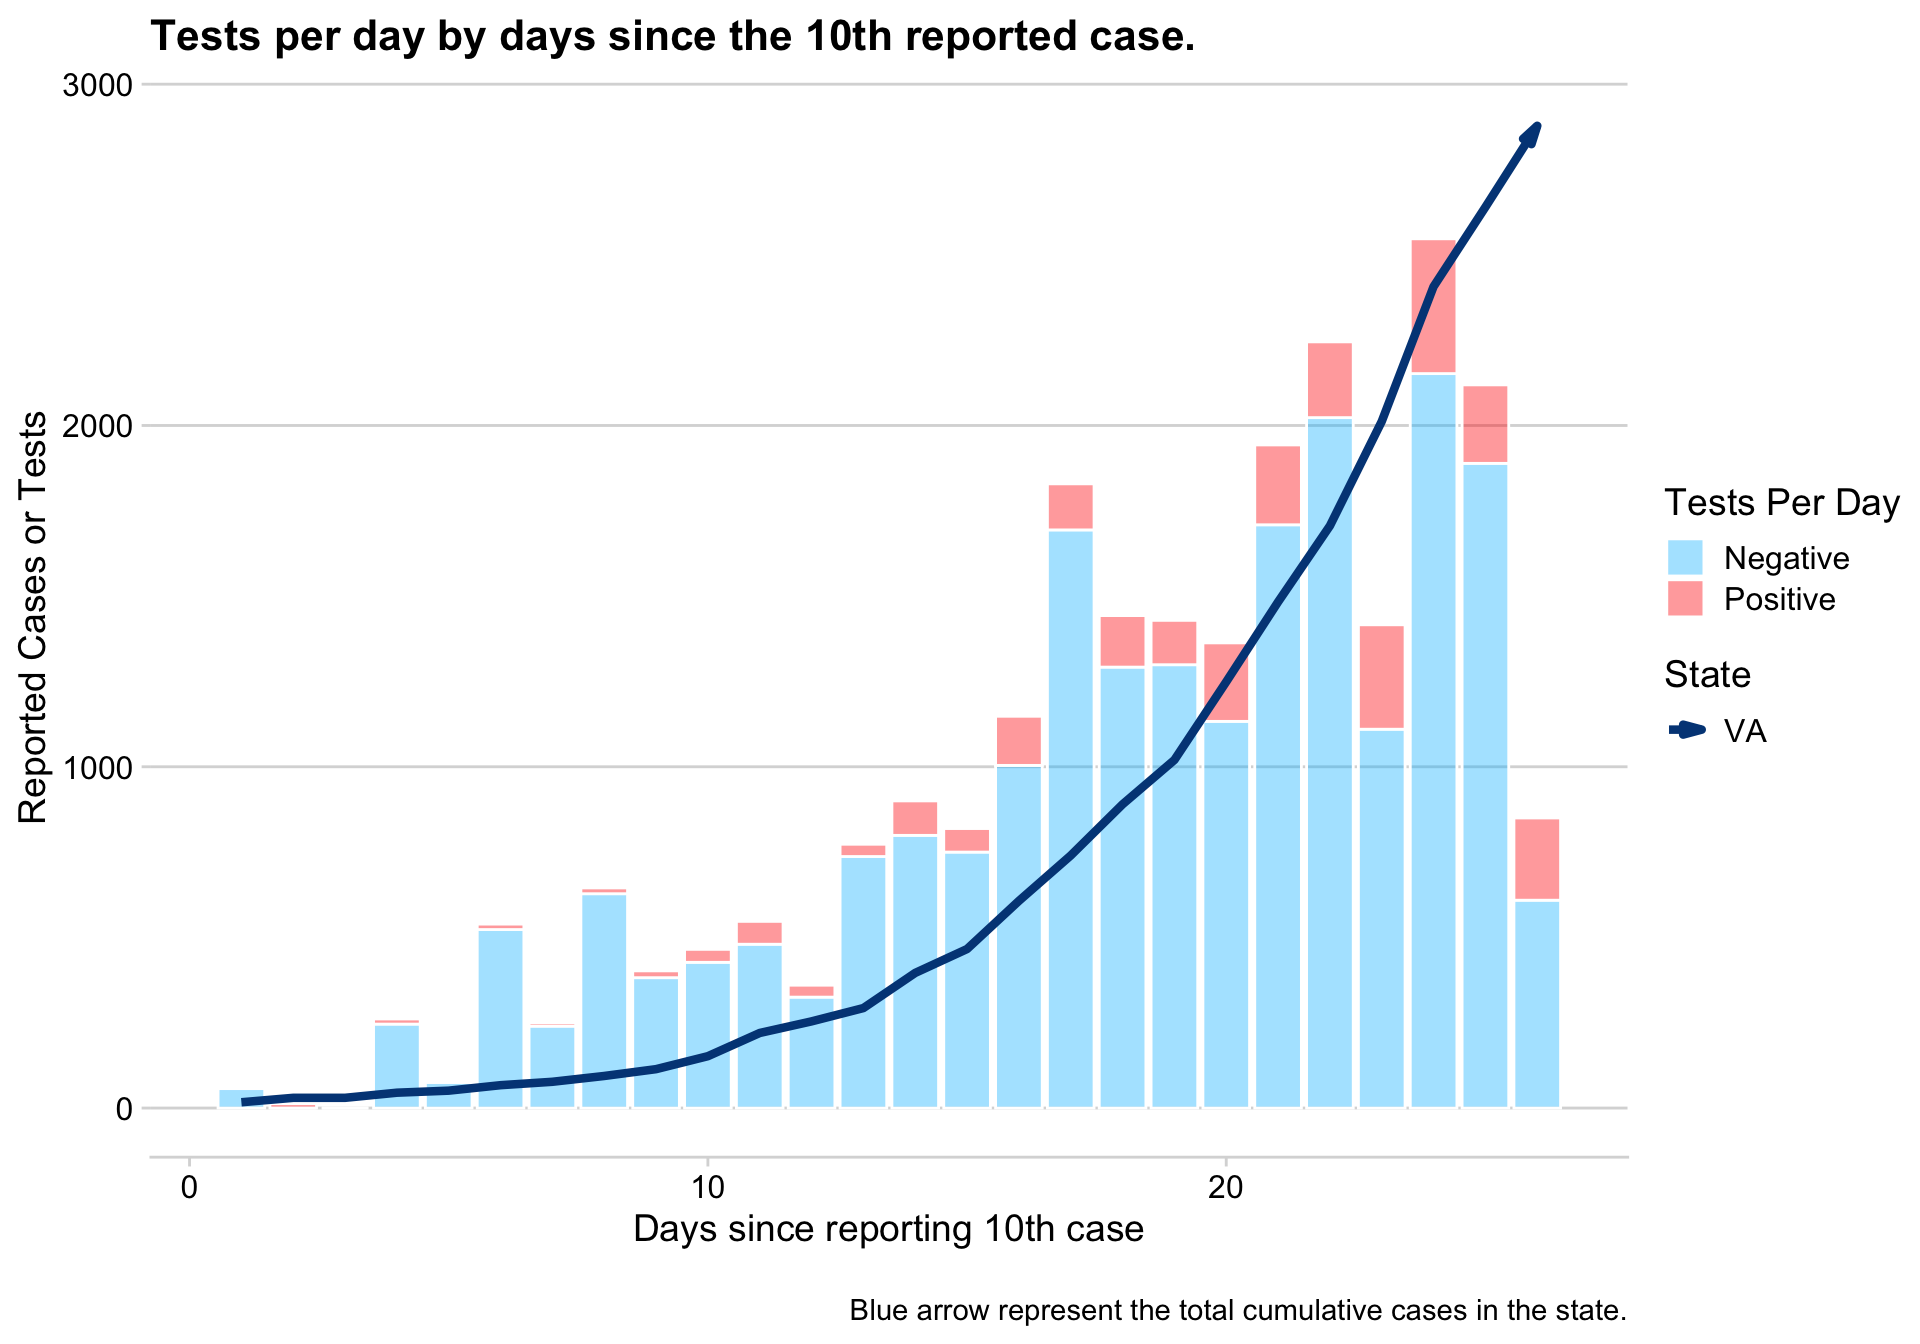 Tests per day by days since the 10th reported case.
3000
2000
1000
0
Reported Cases or Tests
0
10
20
Days since reporting 10th case
Tests Per Day
Negative
Positive
State
VA
Blue arrow represent the total cumulative cases in the state.